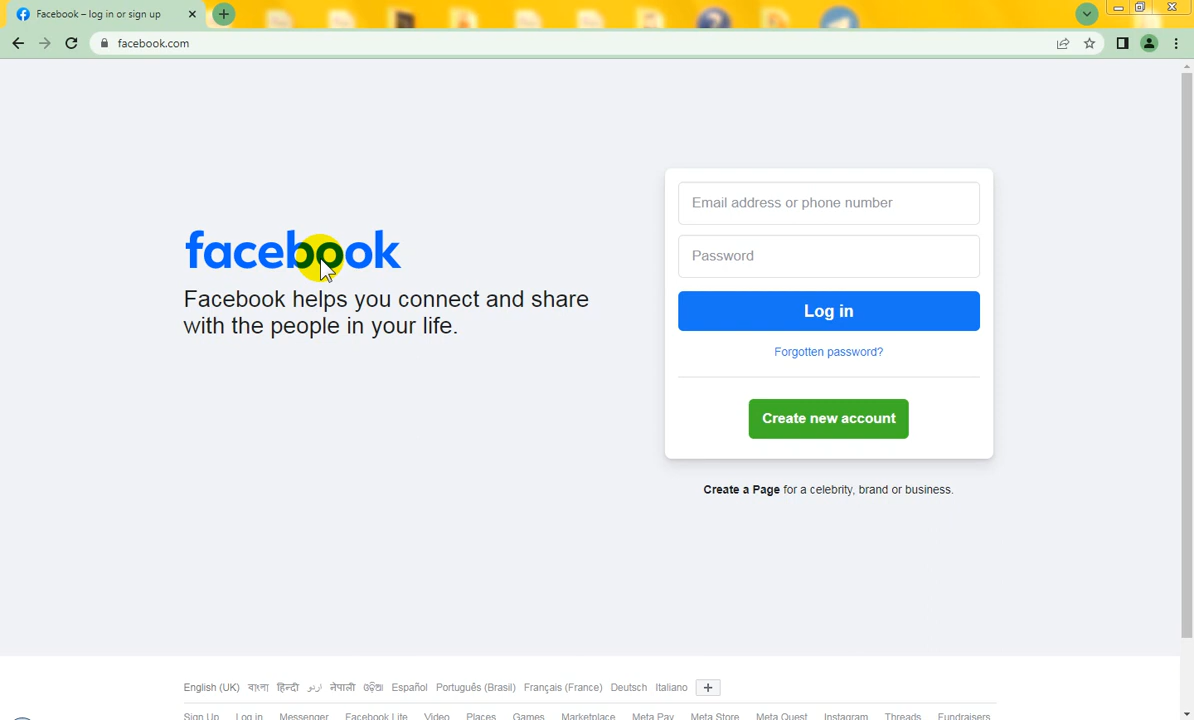 Facebook – log in or sign up
facebook.com
facebook
Facebook helps you connect and share
with the people in your life.
Email address or phone number
Password
Log in
Forgotten password?
Create new account
Create a Page for a celebrity, brand or business.
English (UK) বাংলা हिन्दी اردو नेपाली ଓଡ଼ିଆ Español Português (Brasil) Français (France) Deutsch Italiano
Sign Up Log in Messenger Facebook Lite Video Places Games Marketplace Meta Pay Meta Store Meta Quest Instagram Threads Fundraisers